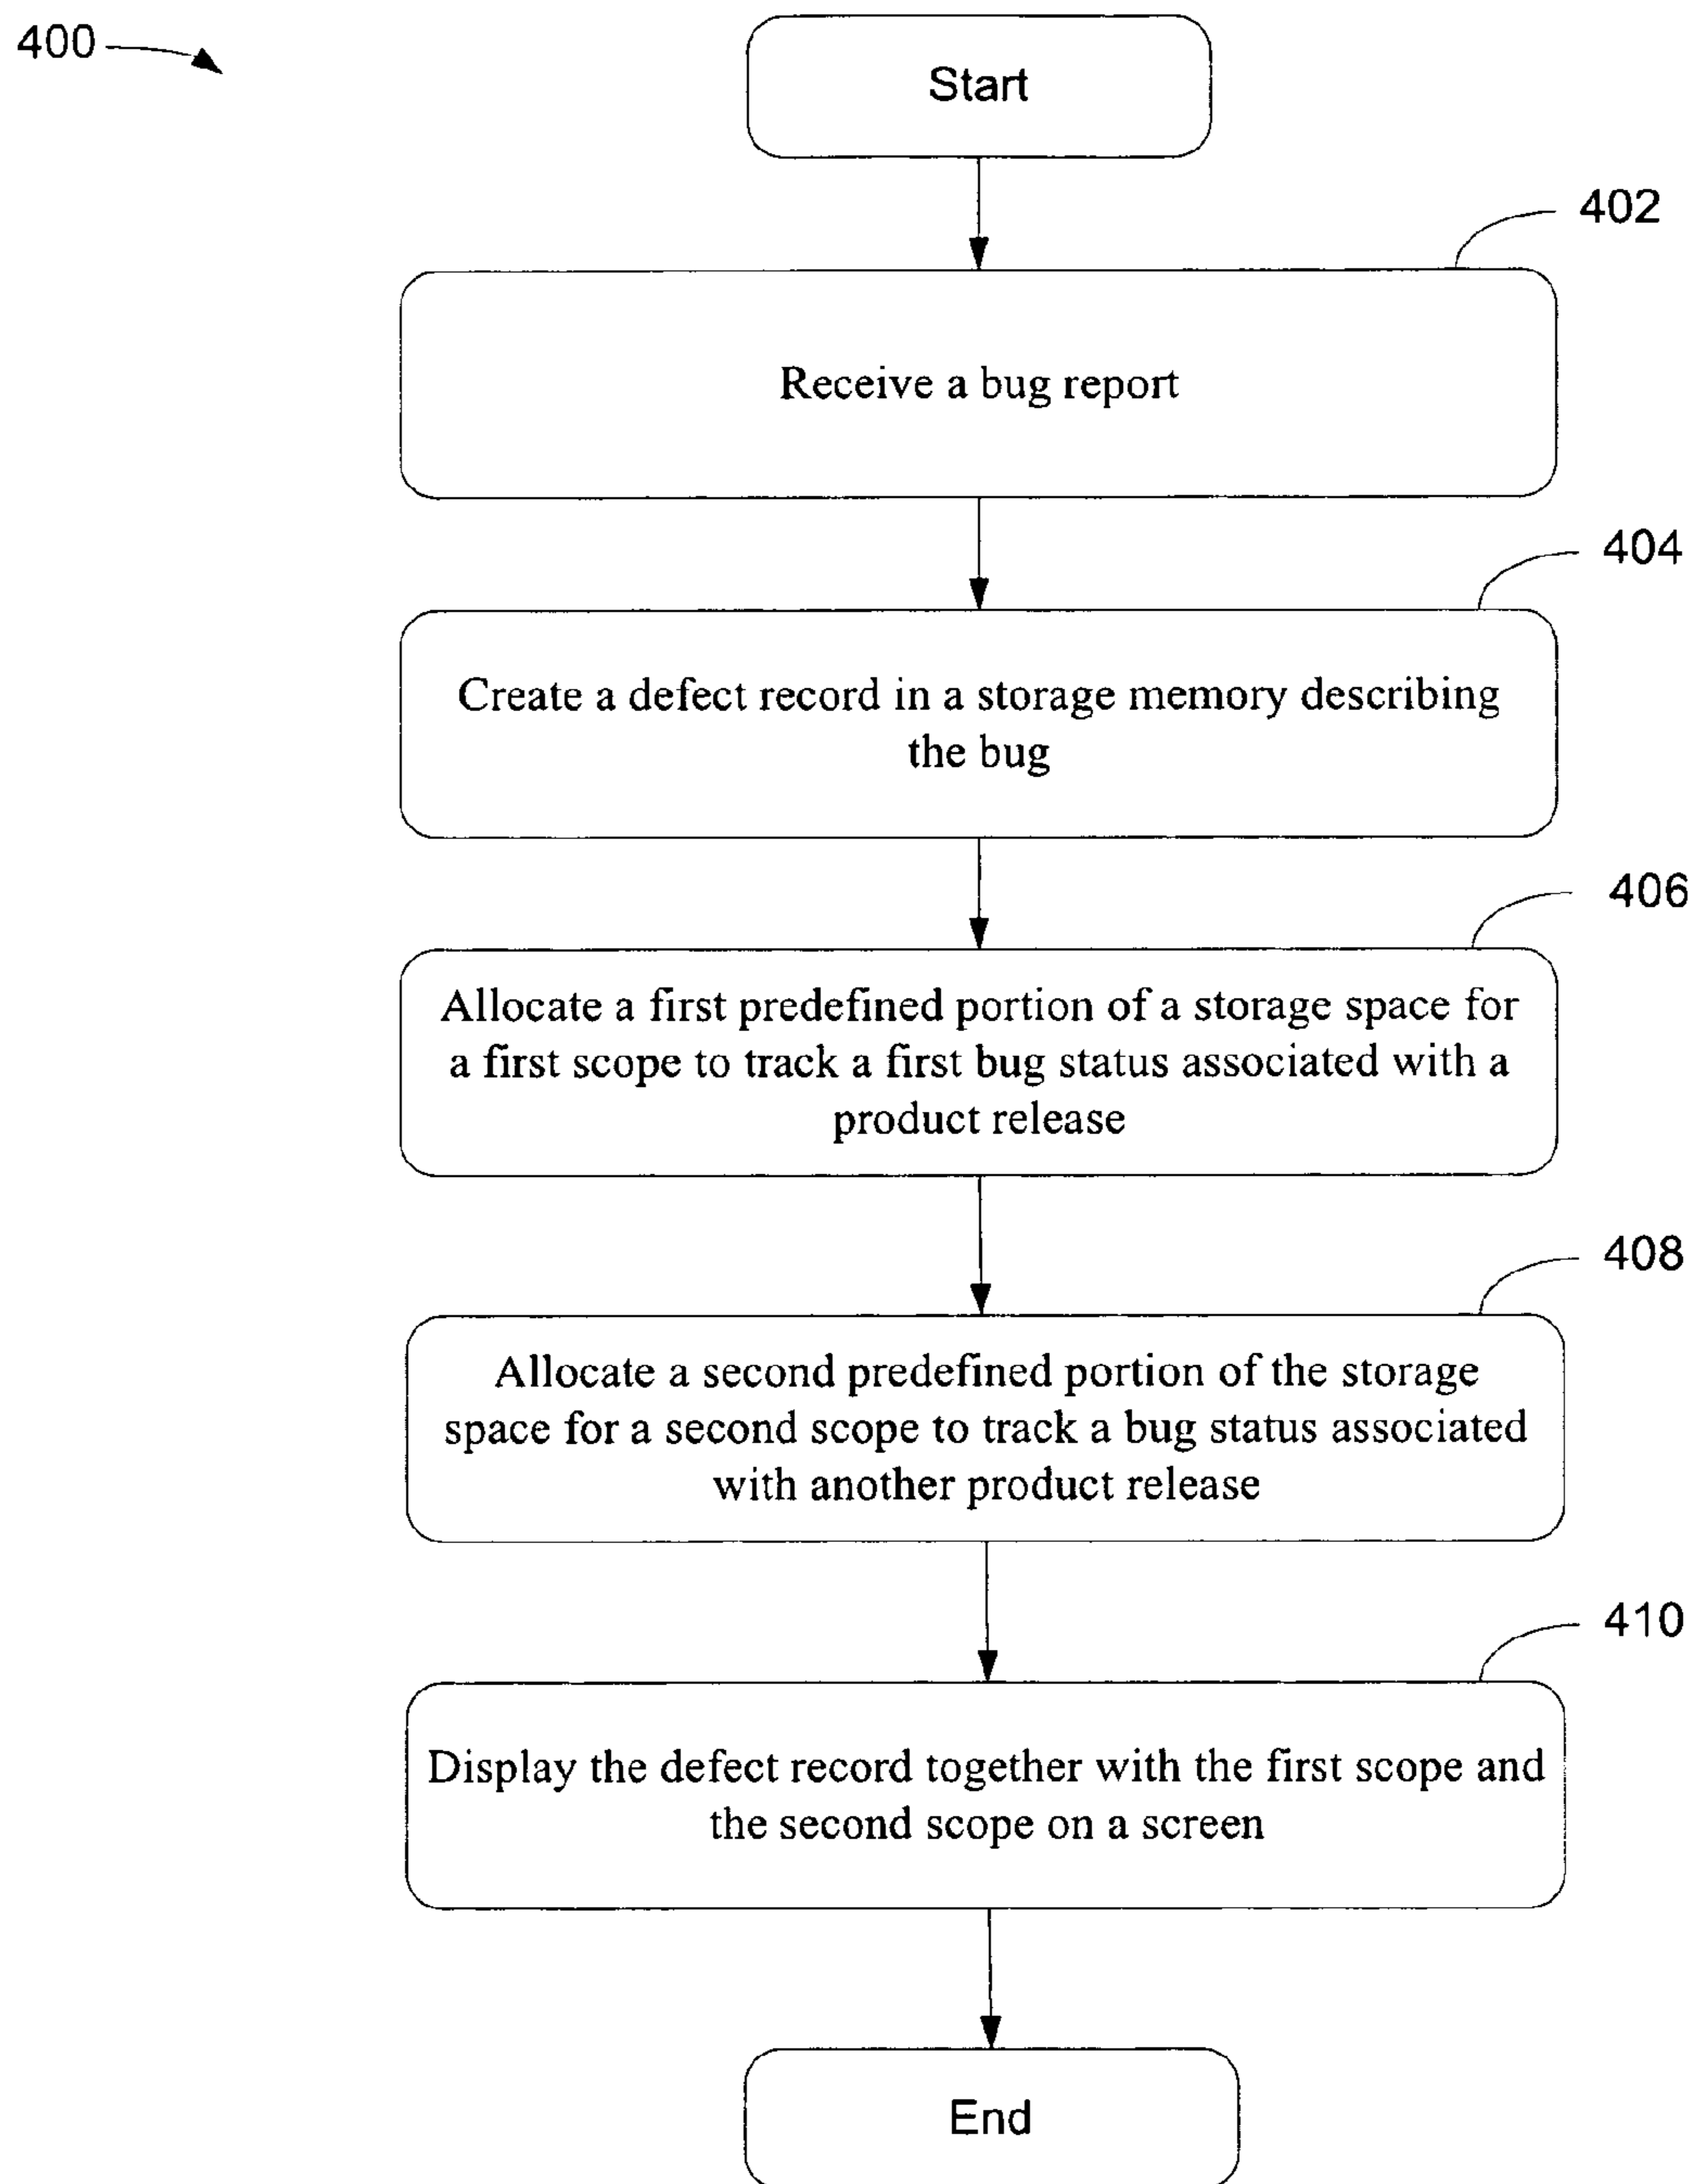 400
Start
402
Receive a bug report
404
Create a defect record in a storage memory describing
the bug
406
Allocate a first predefined portion of a storage space for
a first scope to track a first bug status associated with a
product release
408
Allocate a second predefined portion of the storage
space for a second scope to track a bug status associated
with another product release
410
Display the defect record together with the first scope and
the second scope on a screen
End